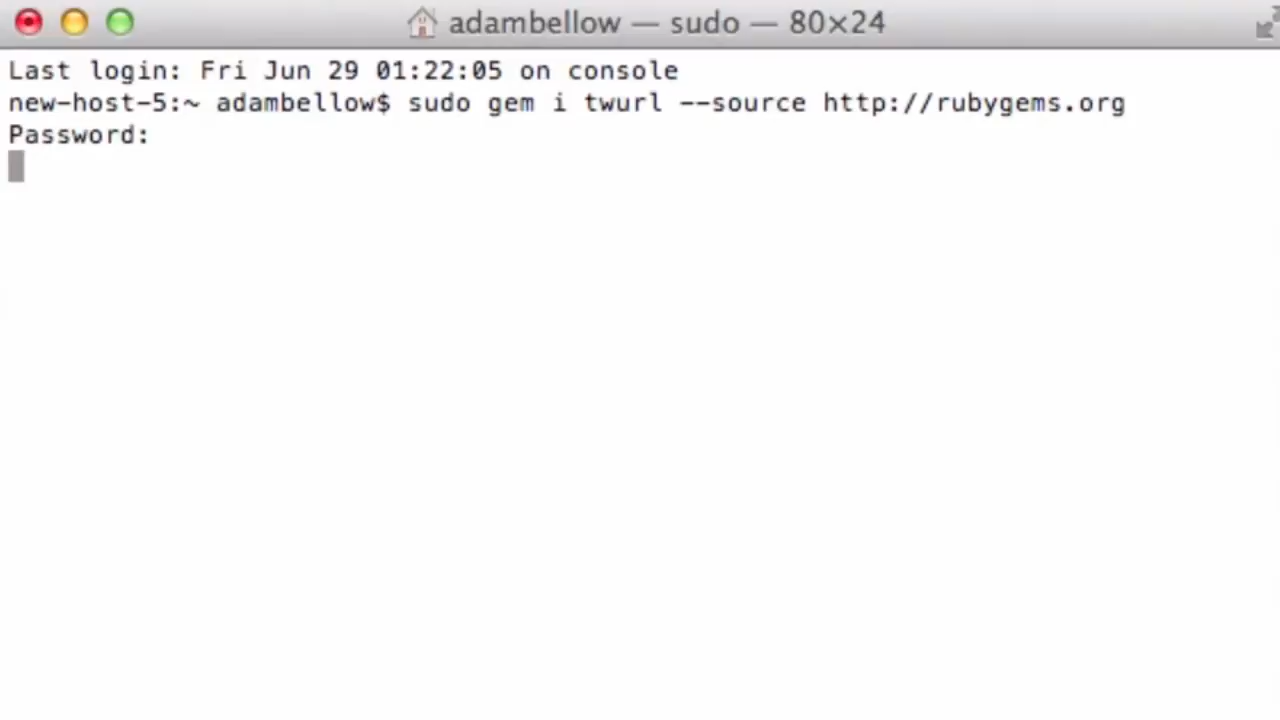 adambellow — sudo — 80×24
Last login: Fri Jun 29 01:22:05 on console
new-host-5:~ adambellow$ sudo gem i twurl --source http://rubygems.org
Password: